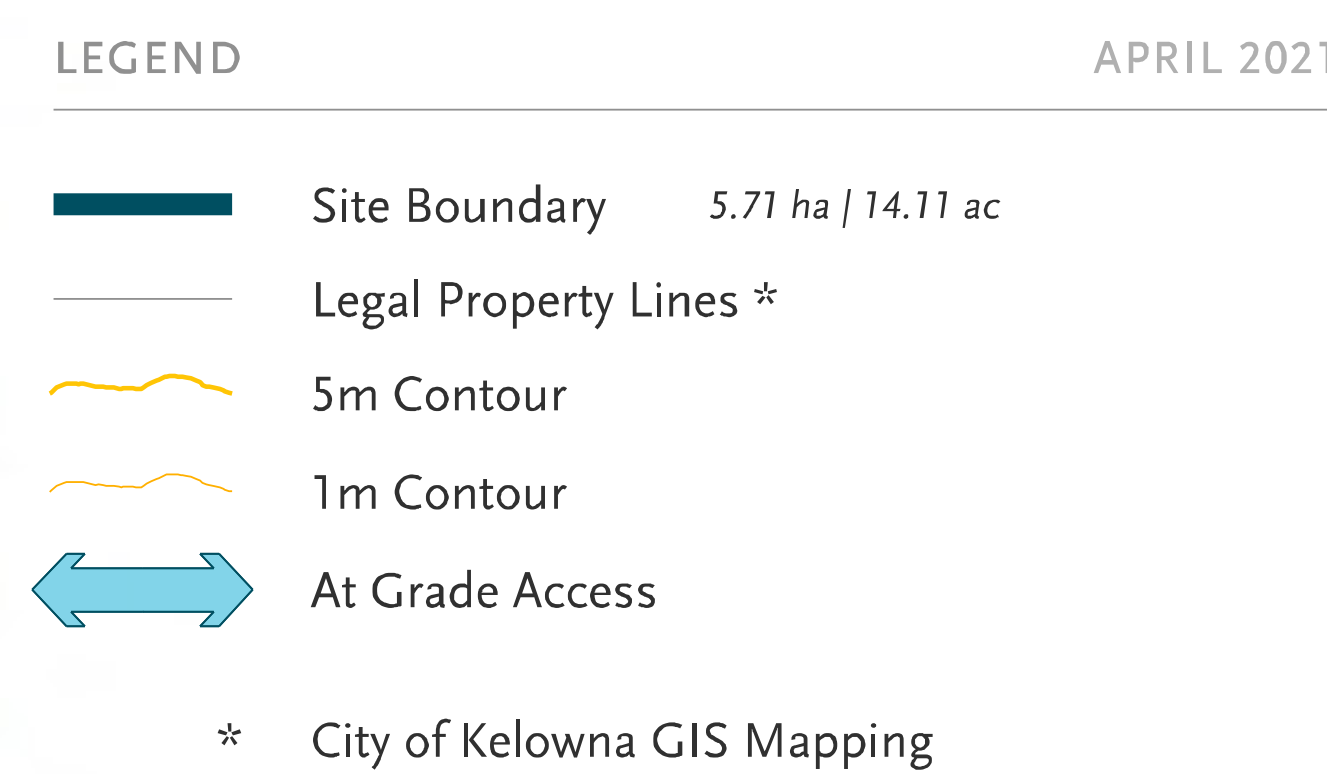 LEGEND APRIL 2021
Site Boundary 5.71 ha | 14.11 ac
Legal Property Lines *
5m Contour
1m Contour
At Grade Access
* City of Kelowna GIS Mapping